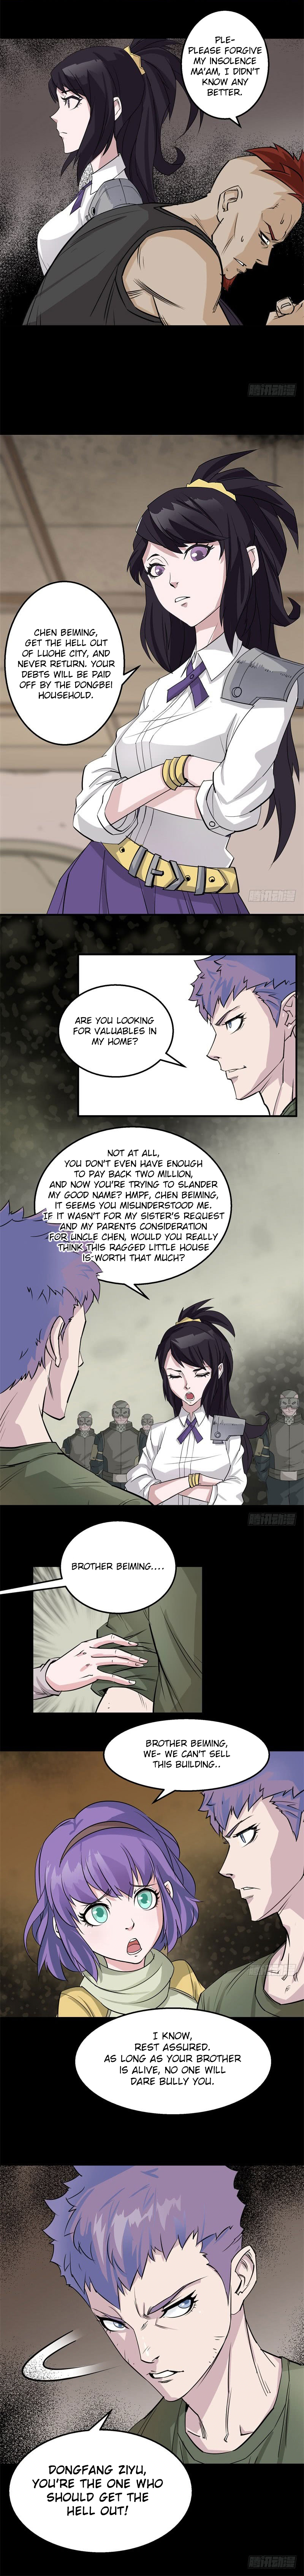 PLE-
PLEASE FORGIVE
MY INSOLENCE
MA'AM, I DIDN'T
KNOW ANY
BETTER.
CHEN BEIMING,
GET THE HELL OUT
OF LUOHE CITY, AND
NEVER RETURN. YOUR
DEBTS WILL BE PAID
OFF BY THE DONGBEI
HOUSEHOLD.
ARE YOU LOOKING
FOR VALUABLES IN
MY HOME?
NOT AT ALL,
YOU DON'T EVEN HAVE ENOUGH
TO PAY BACK TWO MILLION,
AND NOW YOU'RE TRYING TO SLANDER
MY GOOD NAME? HMPF, CHEN BEIMING,
IT SEEMS YOU MISUNDERSTOOD ME.
IF IT WASN'T FOR MY SISTER'S REQUEST
AND MY PARENTS CONSIDERATION
FOR UNCLE CHEN, WOULD YOU REALLY
THINK THIS RAGGED LITTLE HOUSE
IS WORTH THAT MUCH?
BROTHER BEIMING....
BROTHER BEIMING,
WE- WE CAN'T SELL
THIS BUILDING..
I KNOW,
REST ASSURED.
AS LONG AS YOUR BROTHER
IS ALIVE, NO ONE WILL
DARE BULLY YOU.
DONGFANG ZIYU,
YOU'RE THE ONE WHO
SHOULD GET THE
HELL OUT!